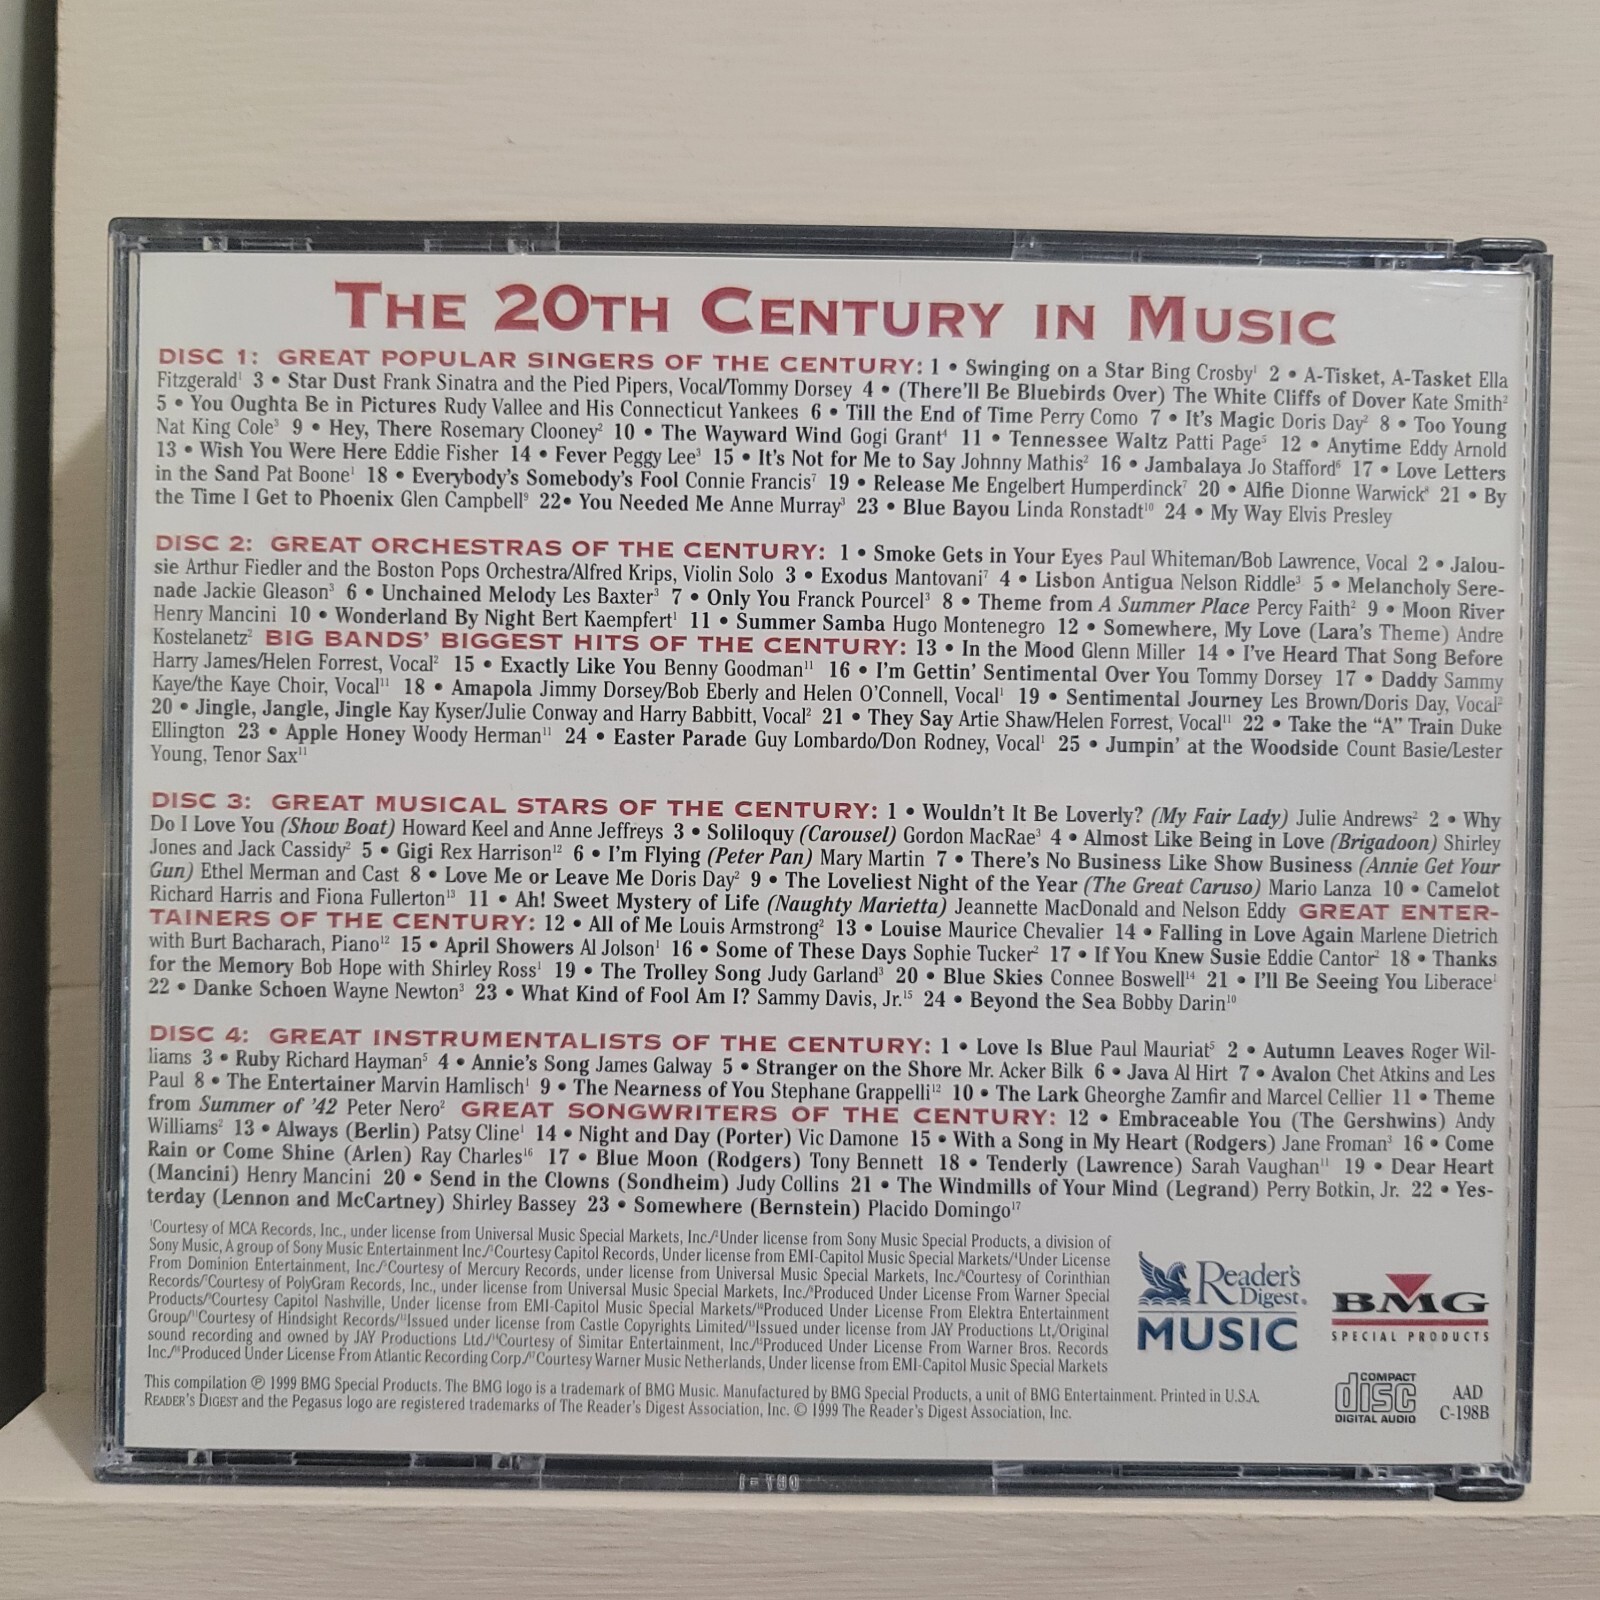 THE 20TH CENTURY IN MUSIC
DISC 1: GREAT POPULAR SINGERS OF THE CENTURY: 1 • Swinging on a Star Bing Crosby¹ 2 • A-Tisket, A-Tasket Ella
Fitzgerald¹ 3 • Star Dust Frank Sinatra and the Pied Pipers, Vocal/Tommy Dorsey 4 • (There'll Be Bluebirds Over) The White Cliffs of Dover Kate Smith²
5 • You Oughta Be in Pictures Rudy Vallee and His Connecticut Yankees 6 • Till the End of Time Perry Como 7 • It's Magic Doris Day² 8 • Too Young
Nat King Cole³ 9 • Hey, There Rosemary Clooney² 10 • The Wayward Wind Gogi Grant⁴ 11 • Tennessee Waltz Patti Page⁵ 12 • Anytime Eddy Arnold
13 • Wish You Were Here Eddie Fisher 14 • Fever Peggy Lee³ 15 • It's Not for Me to Say Johnny Mathis² 16 • Jambalaya Jo Stafford⁶ 17 • Love Letters
in the Sand Pat Boone¹ 18 • Everybody's Somebody's Fool Connie Francis⁷ 19 • Release Me Engelbert Humperdinck⁷ 20 • Alfie Dionne Warwick⁸ 21 • By
the Time I Get to Phoenix Glen Campbell⁹ 22• You Needed Me Anne Murray³ 23 • Blue Bayou Linda Ronstadt¹⁰ 24 • My Way Elvis Presley
DISC 2: GREAT ORCHESTRAS OF THE CENTURY: 1 • Smoke Gets in Your Eyes Paul Whiteman/Bob Lawrence, Vocal 2 • Jalou-
sie Arthur Fiedler and the Boston Pops Orchestra/Alfred Krips, Violin Solo 3 • Exodus Mantovani⁷ 4 • Lisbon Antigua Nelson Riddle³ 5 • Melancholy Sere-
nade Jackie Gleason³ 6 • Unchained Melody Les Baxter³ 7 • Only You Franck Pourcel³ 8 • Theme from A Summer Place Percy Faith² 9 • Moon River
Henry Mancini 10 • Wonderland By Night Bert Kaempfert¹ 11 • Summer Samba Hugo Montenegro 12 • Somewhere, My Love (Lara's Theme) Andre
Kostelanetz² BIG BANDS' BIGGEST HITS OF THE CENTURY: 13 • In the Mood Glenn Miller 14 • I've Heard That Song Before
Harry James/Helen Forrest, Vocal² 15 • Exactly Like You Benny Goodman¹¹ 16 • I'm Gettin' Sentimental Over You Tommy Dorsey 17 • Daddy Sammy
Kaye/the Kaye Choir, Vocal¹¹ 18 • Amapola Jimmy Dorsey/Bob Eberly and Helen O'Connell, Vocal¹ 19 • Sentimental Journey Les Brown/Doris Day, Vocal²
20 • Jingle, Jangle, Jingle Kay Kyser/Julie Conway and Harry Babbitt, Vocal² 21 • They Say Artie Shaw/Helen Forrest, Vocal¹¹ 22 • Take the “A” Train Duke
Ellington 23 • Apple Honey Woody Herman¹¹ 24 • Easter Parade Guy Lombardo/Don Rodney, Vocal¹ 25 • Jumpin' at the Woodside Count Basie/Lester
Young, Tenor Sax¹¹
DISC 3: GREAT MUSICAL STARS OF THE CENTURY: 1 • Wouldn't It Be Loverly? (My Fair Lady) Julie Andrews² 2 • Why
Do I Love You (Show Boat) Howard Keel and Anne Jeffreys 3 • Soliloquy (Carousel) Gordon MacRae³ 4 • Almost Like Being in Love (Brigadoon) Shirley
Jones and Jack Cassidy² 5 • Gigi Rex Harrison¹² 6 • I'm Flying (Peter Pan) Mary Martin 7 • There's No Business Like Show Business (Annie Get Your
Gun) Ethel Merman and Cast 8 • Love Me or Leave Me Doris Day² 9 • The Loveliest Night of the Year (The Great Caruso) Mario Lanza 10 • Camelot
Richard Harris and Fiona Fullerton¹³ 11 • Ah! Sweet Mystery of Life (Naughty Marietta) Jeannette MacDonald and Nelson Eddy GREAT ENTER-
TAINERS OF THE CENTURY: 12 • All of Me Louis Armstrong² 13 • Louise Maurice Chevalier 14 • Falling in Love Again Marlene Dietrich
with Burt Bacharach, Piano¹² 15 • April Showers Al Jolson¹ 16 • Some of These Days Sophie Tucker² 17 • If You Knew Susie Eddie Cantor² 18 • Thanks
for the Memory Bob Hope with Shirley Ross¹ 19 • The Trolley Song Judy Garland³ 20 • Blue Skies Connee Boswell¹⁴ 21 • I'll Be Seeing You Liberace¹
22 • Danke Schoen Wayne Newton³ 23 • What Kind of Fool Am I? Sammy Davis, Jr.¹⁵ 24 • Beyond the Sea Bobby Darin¹⁰
DISC 4: GREAT INSTRUMENTALISTS OF THE CENTURY: 1 • Love Is Blue Paul Mauriat⁵ 2 • Autumn Leaves Roger Wil-
liams 3 • Ruby Richard Hayman⁵ 4 • Annie's Song James Galway 5 • Stranger on the Shore Mr. Acker Bilk 6 • Java Al Hirt 7 • Avalon Chet Atkins and Les
Paul 8 • The Entertainer Marvin Hamlisch¹ 9 • The Nearness of You Stephane Grappelli¹² 10 • The Lark Gheorghe Zamfir and Marcel Cellier 11 • Theme
from Summer of '42 Peter Nero² GREAT SONGWRITERS OF THE CENTURY: 12 • Embraceable You (The Gershwins) Andy
Williams² 13 • Always (Berlin) Patsy Cline¹ 14 • Night and Day (Porter) Vic Damone 15 • With a Song in My Heart (Rodgers) Jane Froman³ 16 • Come
Rain or Come Shine (Arlen) Ray Charles¹⁶ 17 • Blue Moon (Rodgers) Tony Bennett 18 • Tenderly (Lawrence) Sarah Vaughan¹¹ 19 • Dear Heart
(Mancini) Henry Mancini 20 • Send in the Clowns (Sondheim) Judy Collins 21 • The Windmills of Your Mind (Legrand) Perry Botkin, Jr. 22 • Yes-
terday (Lennon and McCartney) Shirley Bassey 23 • Somewhere (Bernstein) Placido Domingo¹⁷
¹Courtesy of MCA Records, Inc., under license from Universal Music Special Markets, Inc./²Under license from Sony Music Special Products, a division of
Sony Music, A group of Sony Music Entertainment Inc./³Courtesy Capitol Records, Under license from EMI-Capitol Music Special Markets/⁴Under License
From Dominion Entertainment, Inc./⁵Courtesy of Mercury Records, under license from Universal Music Special Markets, Inc./⁶Courtesy of Corinthian
Records/⁷Courtesy of PolyGram Records, Inc., under license from Universal Music Special Markets, Inc./⁸Produced Under License From Warner Special
Products/⁹Courtesy Capitol Nashville, Under license from EMI-Capitol Music Special Markets/¹⁰Produced Under License From Elektra Entertainment
Group/¹¹Courtesy of Hindsight Records/¹²Issued under license from Castle Copyrights Limited/¹³Issued under license from JAY Productions Lt,/Original
sound recording and owned by JAY Productions Ltd./¹⁴Courtesy of Simitar Entertainment, Inc./¹⁵Produced Under License From Warner Bros. Records
Inc./¹⁶Produced Under License From Atlantic Recording Corp./¹⁷Courtesy Warner Music Netherlands, Under license from EMI-Capitol Music Special Markets
Reader's
Digest.
MUSIC
BMG
SPECIAL PRODUCTS
This compilation ℗ 1999 BMG Special Products. The BMG logo is a trademark of BMG Music. Manufactured by BMG Special Products, a unit of BMG Entertainment. Printed in U.S.A.
READER'S DIGEST and the Pegasus logo are registered trademarks of The Reader's Digest Association, Inc. © 1999 The Reader's Digest Association, Inc.
COMPACT
disc
DIGITAL AUDIO
AAD
C-198B